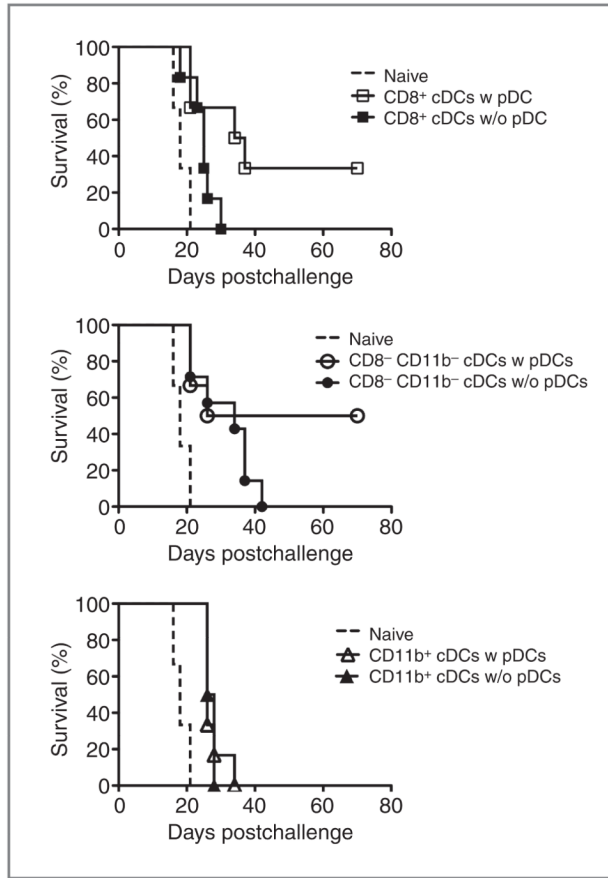 100
80
60
40
20
0
Survival (%)
0 20 40 60 80
Days postchallenge
Naive
CD8⁺ cDCs w pDC
CD8⁺ cDCs w/o pDC
100
80
60
40
20
0
Survival (%)
0 20 40 60 80
Days postchallenge
Naive
CD8⁻ CD11b⁻ cDCs w pDCs
CD8⁻ CD11b⁻ cDCs w/o pDCs
100
80
60
40
20
0
Survival (%)
0 20 40 60 80
Days postchallenge
Naive
CD11b⁺ cDCs w pDCs
CD11b⁺ cDCs w/o pDCs